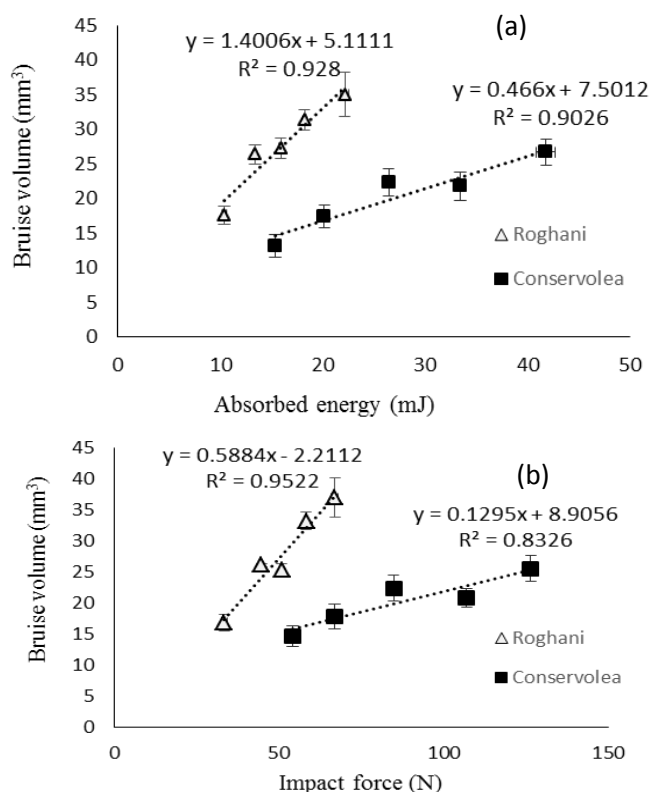 (a)
y = 1.4006x + 5.1111
R² = 0.928
y = 0.466x + 7.5012
R² = 0.9026
Bruise volume (mm³)
45
40
35
30
25
20
15
10
5
0
Roghani
Conservolea
0 10 20 30 40 50
Absorbed energy (mJ)
(b)
y = 0.5884x - 2.2112
R² = 0.9522
y = 0.1295x + 8.9056
R² = 0.8326
Bruise volume (mm³)
45
40
35
30
25
20
15
10
5
0
Roghani
Conservolea
0 50 100 150
Impact force (N)